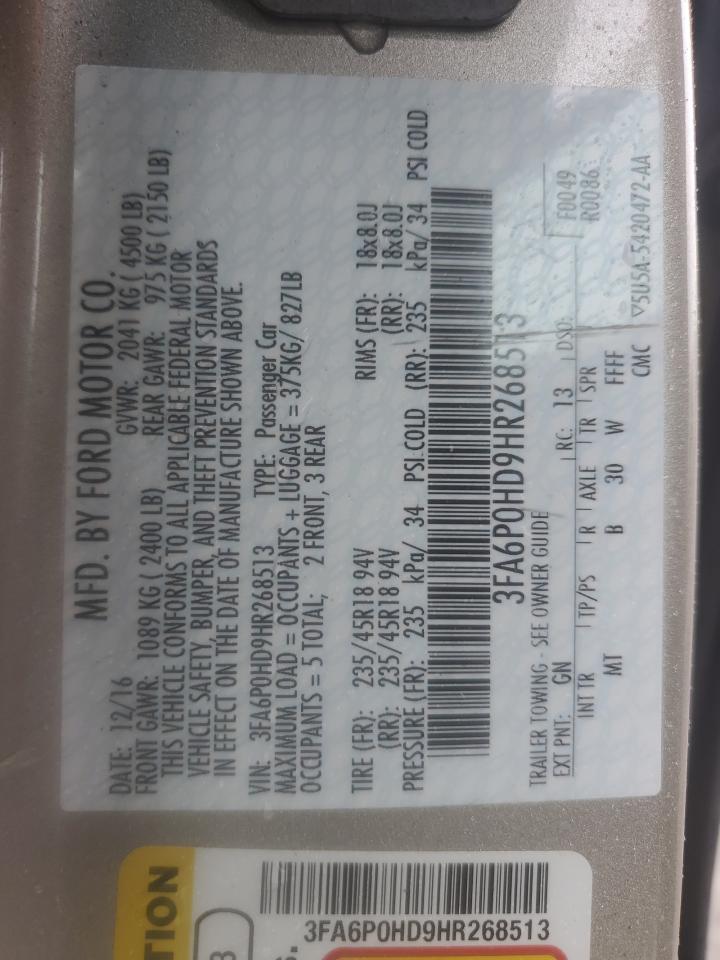 MFD. BY FORD MOTOR CO.
DATE: 12/16 GVWR: 2041 KG ( 4500 LB)
FRONT GAWR: 1089 KG ( 2400 LB) REAR GAWR: 975 KG ( 2150 LB)
THIS VEHICLE CONFORMS TO ALL APPLICABLE FEDERAL MOTOR
VEHICLE SAFETY, BUMPER, AND THEFT PREVENTION STANDARDS
IN EFFECT ON THE DATE OF MANUFACTURE SHOWN ABOVE.
VIN: 3FA6P0HD9HR268513 TYPE: Passenger Car
MAXIMUM LOAD = OCCUPANTS + LUGGAGE = 375KG/ 827LB
OCCUPANTS = 5 TOTAL; 2 FRONT, 3 REAR
TIRE (FR): 235/45R18 94V RIMS (FR): 18x8.0J
(RR): 235/45R18 94V (RR): 18x8.0J
PRESSURE (FR): 235 kPa/ 34 PSI COLD (RR): 235 kPa/ 34 PSI COLD
3FA6P0HD9HR268513
TRAILER TOWING - SEE OWNER GUIDE
F0049
EXT PNT: GN RC: 13 DSO: R0086
INT TR TP/PS R AXLE TR SPR
MT B 30 W FFFF
CMC ▽5U5A-5420472-AA
TION
3FA6P0HD9HR268513